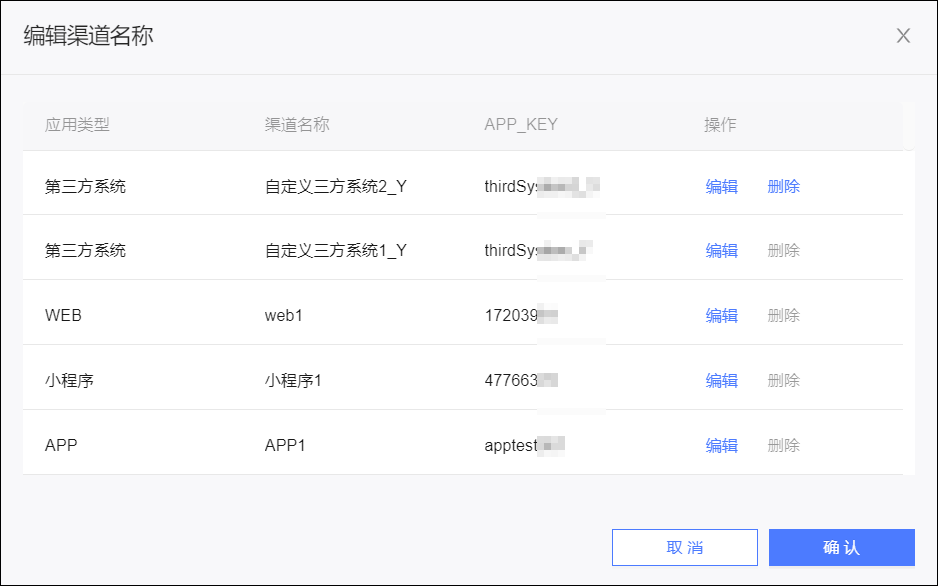 编辑渠道名称
应用类型 渠道名称 APP_KEY 操作
第三方系统 自定义三方系统2_Y thirdSys 编辑 删除
第三方系统 自定义三方系统1_Y thirdSys 编辑 删除
WEB web1 172039 编辑 删除
小程序 小程序1 477663 编辑 删除
APP APP1 apptest 编辑 删除
取消 确认